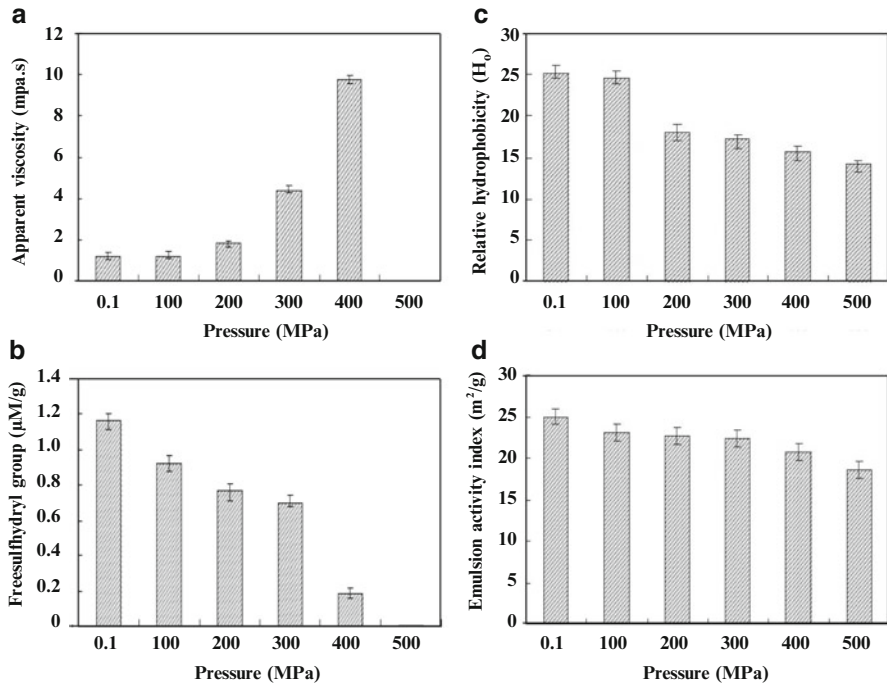 a
12
10
8
6
4
2
0
Apparent viscosity (mpa.s)
0.1 100 200 300 400 500
Pressure (MPa)
b
1.4
1.2
1.0
0.8
0.6
0.4
0.2
0
Freesulfhydryl group (µM/g)
0.1 100 200 300 400 500
Pressure (MPa)
c
30
25
20
15
10
5
0
Relative hydrophobicity (Ho)
0.1 100 200 300 400 500
Pressure (MPa)
d
30
25
20
15
10
5
0
Emulsion activity index (m²/g)
0.1 100 200 300 400 500
Pressure (MPa)